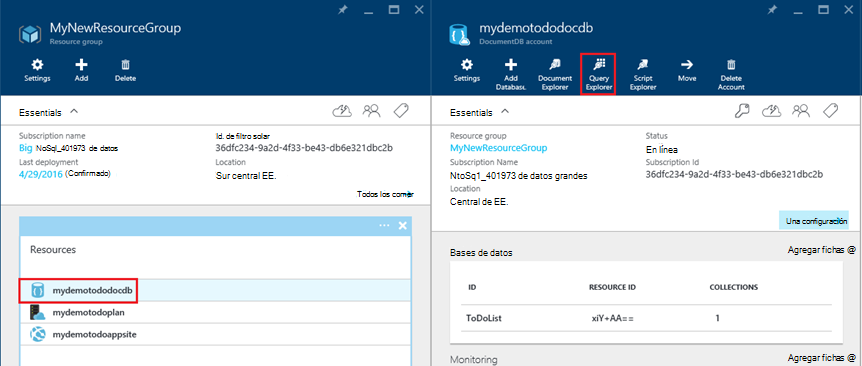 MyNewResourceGroup
Resource group
Settings
Add
Delete
Essentials
Subscription name
Big NoSql_401973 de datos
Last deployment
4/29/2016 (Confirmado)
Id. de filtro solar
36dfc234-9a2d-4f33-be43-db6e321dbc2b
Location
Sur central EE.
Todos los comer
Resources
mydemotododocdb
mydemotodoplan
mydemotodoappsite
mydemotododocdb
DocumentDB account
Settings
Add
Databas.
Document
Explorer
Query
Explorer
Script
Explorer
Move
Delete
Account
Essentials
Resource group
MyNewResourceGroup
Subscription Name
NtoSq1_401973 de datos grandes
Location
Central de EE.
Status
En línea
Subscription Id
36dfc234-9a2d-4f33-be43-db6e321dbc2b
Una configuración
Bases de datos
Agregar fichas @
ID RESOURCE ID COLLECTIONS
ToDoList xiY+AA== 1
Monitoring
Agregar fichas @